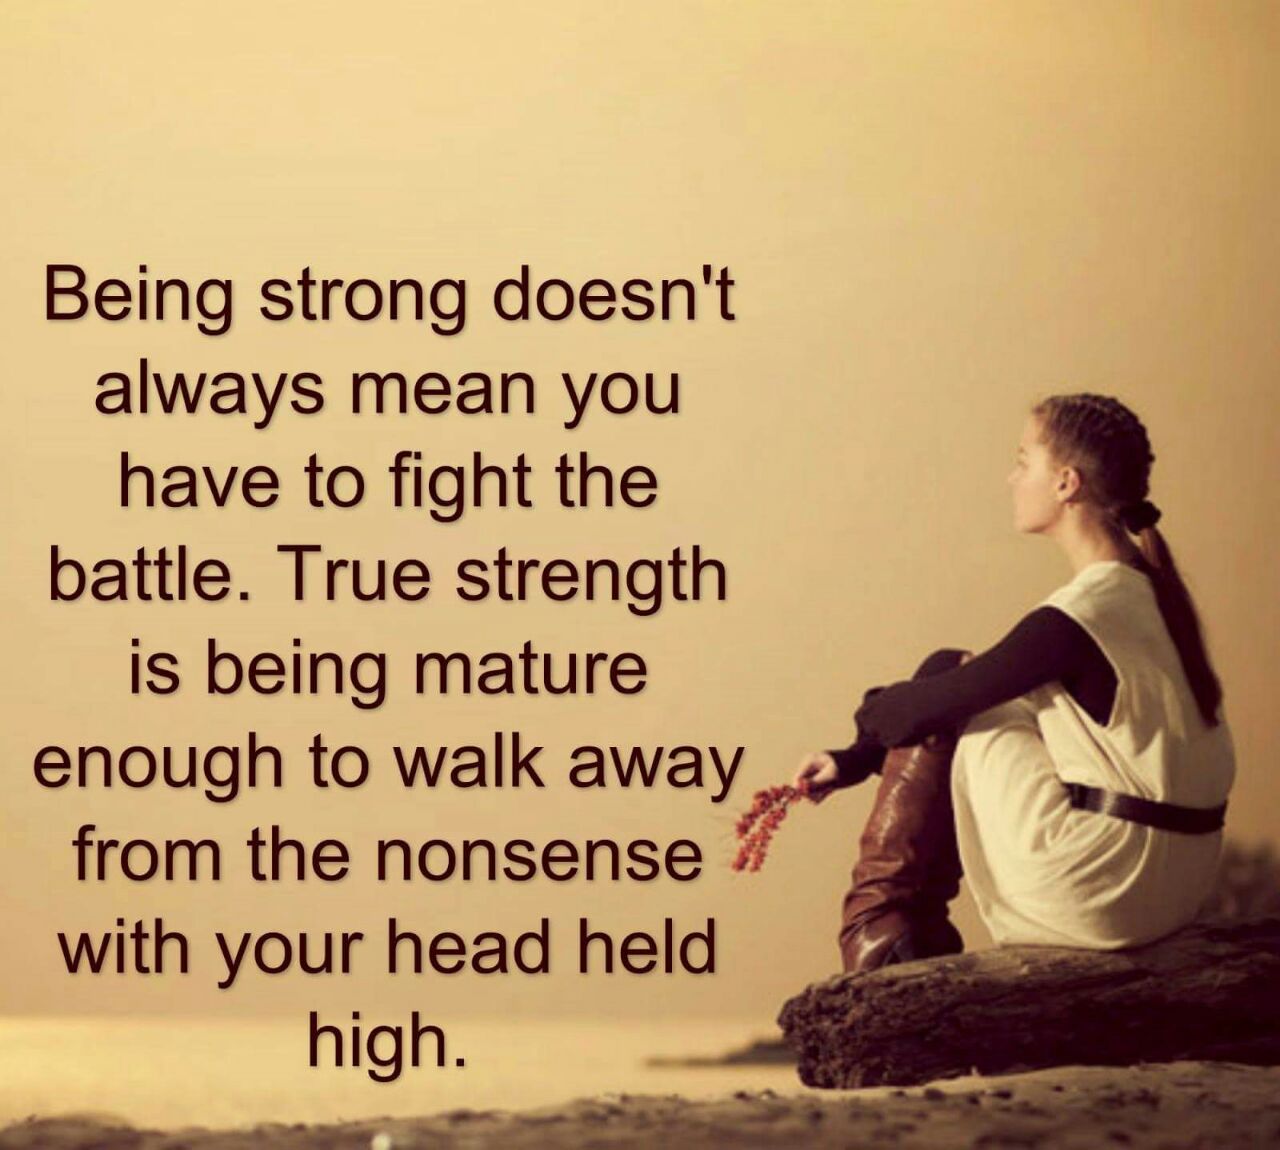 Being strong doesn't
always mean you
have to fight the
battle. True strength
is being mature
enough to walk away
from the nonsense
with your head held
high.